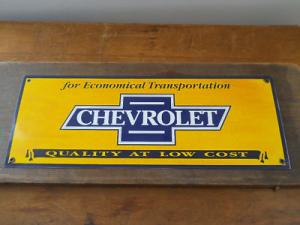 for Economical Transportation
CHEVROLET
QUALITY AT LOW COST